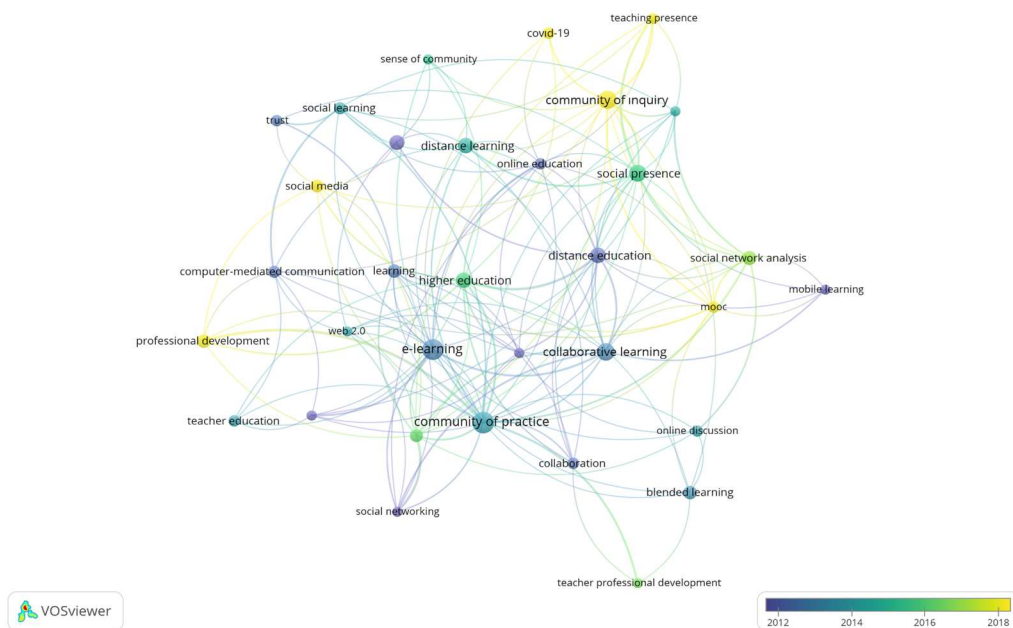 teaching presence
covid-19
sense of community
community of inquiry
social learning
trust
distance learning
online education
social presence
social media
distance education
social network analysis
computer-mediated communication
learning
higher education
mobile learning
mooc
web 2.0
professional development
e-learning
collaborative learning
teacher education
community of practice
online discussion
collaboration
blended learning
social networking
teacher professional development
VOSviewer
2012 2014 2016 2018